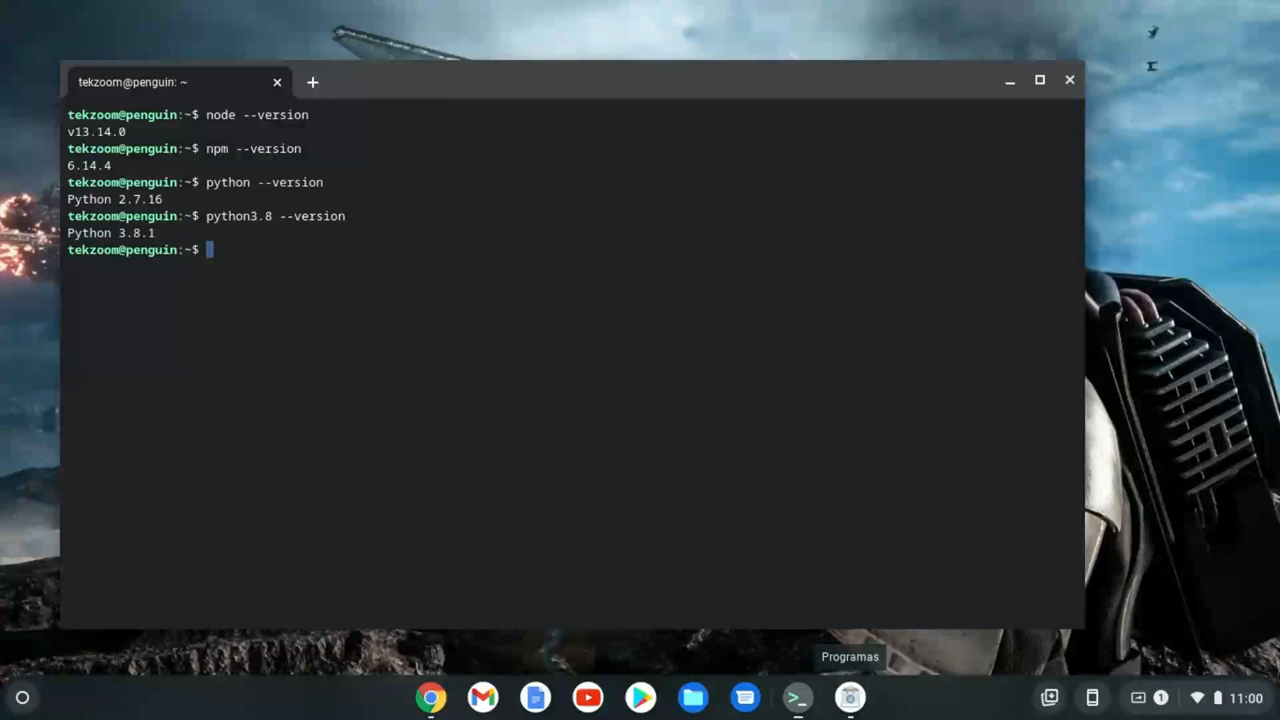 tekzoom@penguin: ~
tekzoom@penguin:~$ node --version
v13.14.0
tekzoom@penguin:~$ npm --version
6.14.4
tekzoom@penguin:~$ python --version
Python 2.7.16
tekzoom@penguin:~$ python3.8 --version
Python 3.8.1
tekzoom@penguin:~$
Programas
1
11:00